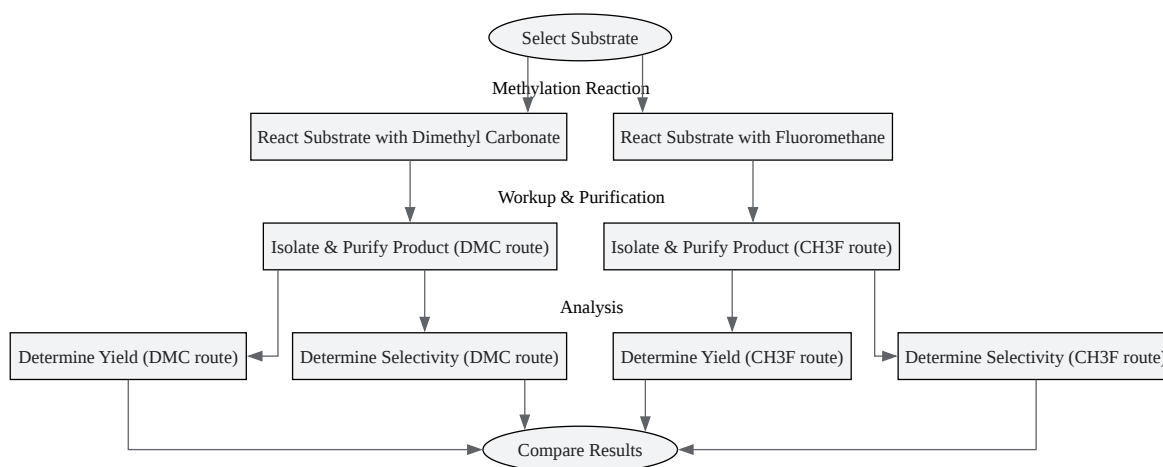 Select Substrate
Methylation Reaction
React Substrate with Dimethyl Carbonate
React Substrate with Fluoromethane
Workup & Purification
Isolate & Purify Product (DMC route)
Isolate & Purify Product (CH3F route)
Analysis
Determine Yield (DMC route)
Determine Selectivity (DMC route)
Determine Yield (CH3F route)
Determine Selectivity (CH3F route)
Compare Results